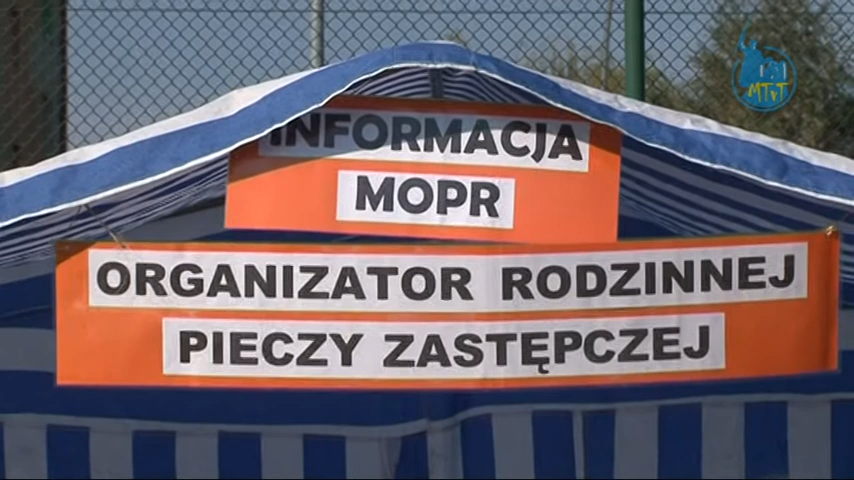 MTvT
INFORMACJA
MOPR
ORGANIZATOR RODZINNEJ
PIECZY ZASTĘPCZEJ